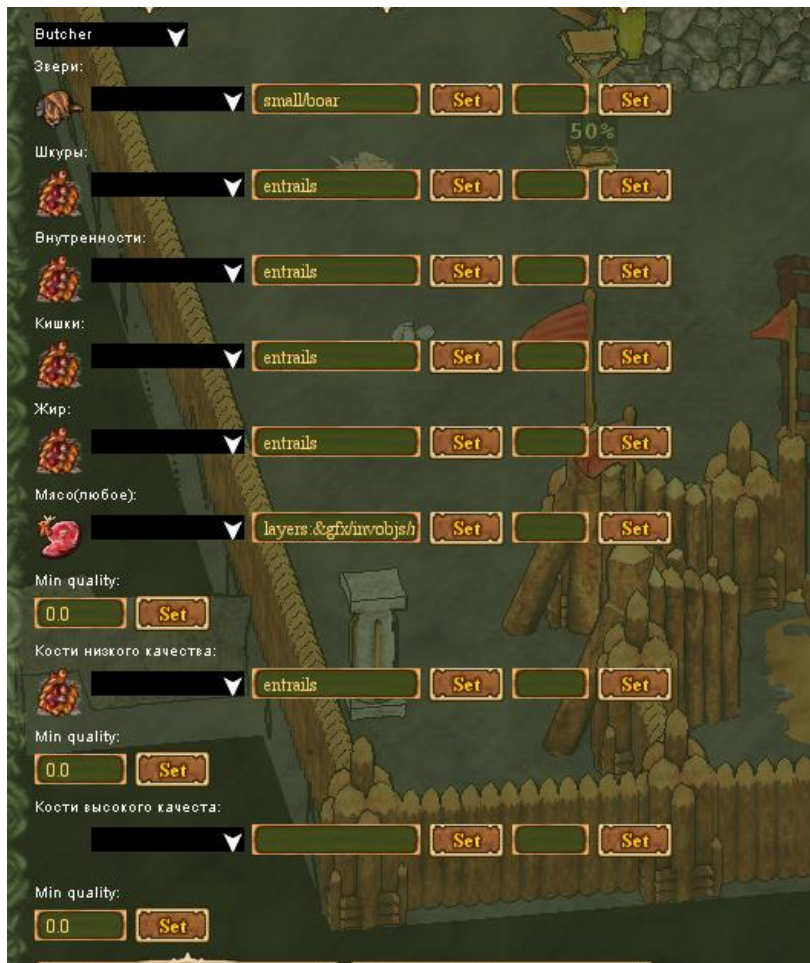 Butcher
Звери:
small/boar Set Set
50%
Шкуры:
entrails Set Set
Внутренности:
entrails Set Set
Кишки:
entrails Set Set
Жир:
entrails Set Set
Мясо(любое):
layers:&gfx/invobjs/ Set Set
Min quality:
0.0 Set
Кости низкого качества:
entrails Set Set
Min quality:
0.0 Set
Кости высокого качеста:
Set Set
Min quality:
0.0 Set